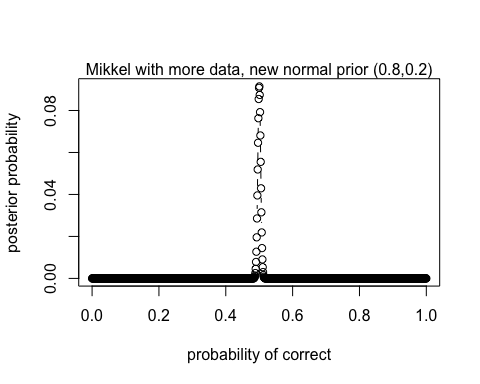 Mikkel with more data, new normal prior (0.8,0.2)
posterior probability
0.08
0.04
0.00
0.0 0.2 0.4 0.6 0.8 1.0
probability of correct